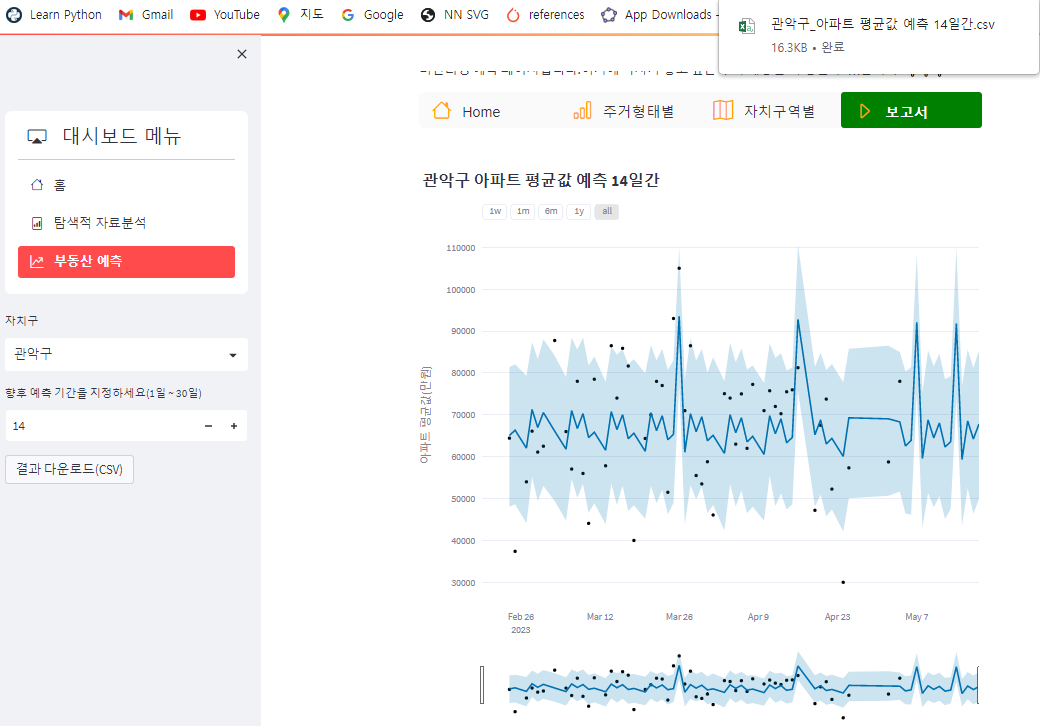 Learn Python
Gmail
YouTube
지도
Google
NN SVG
references
App Downloads -
관악구_아파트 평균값 예측 14일간.csv
16.3KB • 완료
×
대시보드 메뉴
홈
탐색적 자료분석
부동산 예측
자치구
관악구
향후 예측 기간을 지정하세요(1일 ~ 30일)
14
− +
결과 다운로드(CSV)
Home
주거형태별
자치구역별
보고서
관악구 아파트 평균값 예측 14일간
1w 1m 6m 1y all
아파트 평균값(만원)
110000
100000
90000
80000
70000
60000
50000
40000
30000
Feb 26 Mar 12 Mar 26 Apr 9 Apr 23 May 7
2023